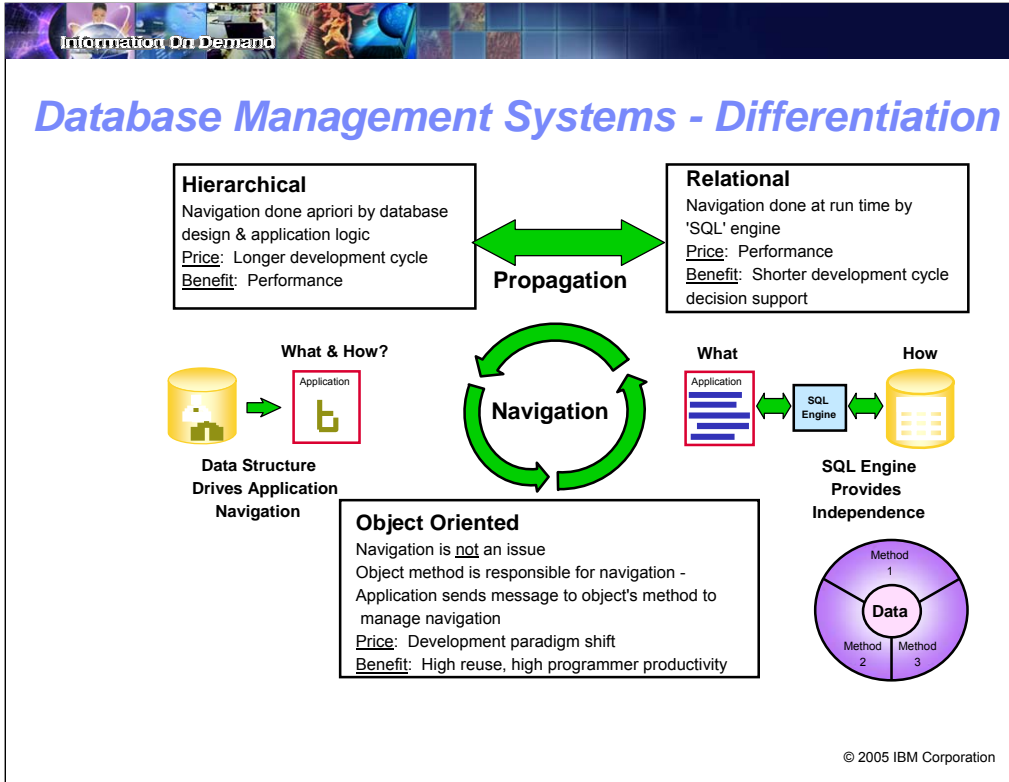 Information On Demand
Database Management Systems - Differentiation
Hierarchical
Navigation done apriori by database
design & application logic
Price: Longer development cycle
Benefit: Performance
Propagation
Relational
Navigation done at run time by
'SQL' engine
Price: Performance
Benefit: Shorter development cycle
decision support
What & How?
Application
Data Structure
Drives Application
Navigation
Navigation
What
How
Application
SQL
Engine
SQL Engine
Provides
Independence
Object Oriented
Navigation is not an issue
Object method is responsible for navigation -
Application sends message to object's method to
manage navigation
Price: Development paradigm shift
Benefit: High reuse, high programmer productivity
Method
1
Data
Method
2
Method
3
© 2005 IBM Corporation